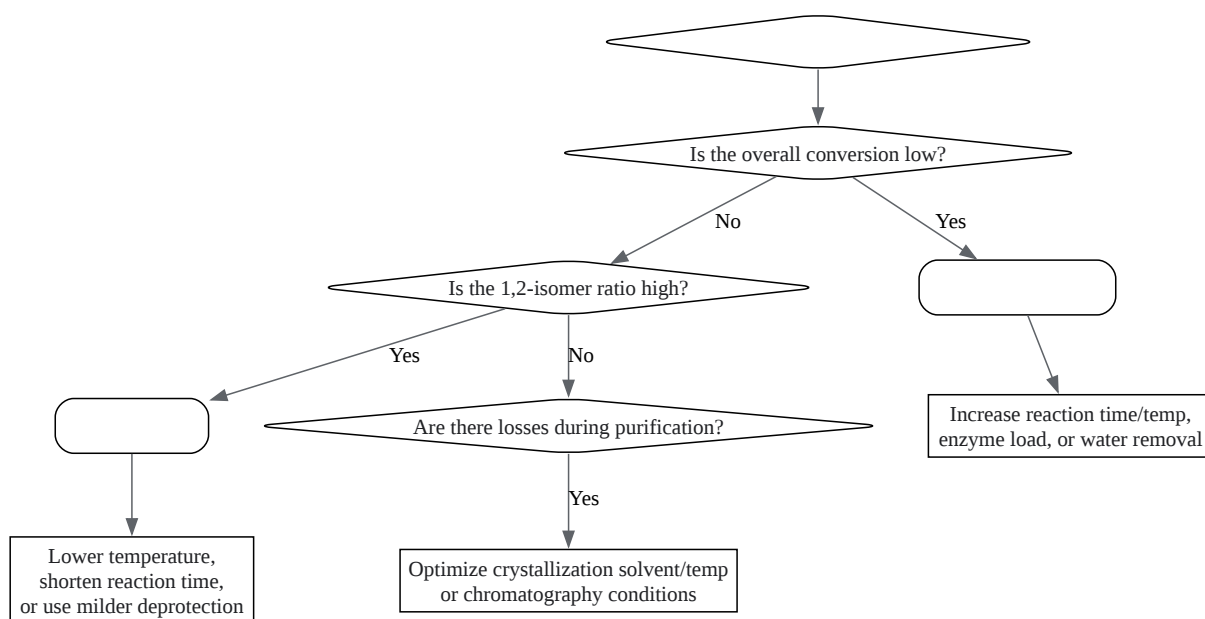 Is the overall conversion low?
No
Yes
Is the 1,2-isomer ratio high?
Yes
No
Increase reaction time/temp,
enzyme load, or water removal
Are there losses during purification?
Yes
Lower temperature,
shorten reaction time,
or use milder deprotection
Optimize crystallization solvent/temp
or chromatography conditions